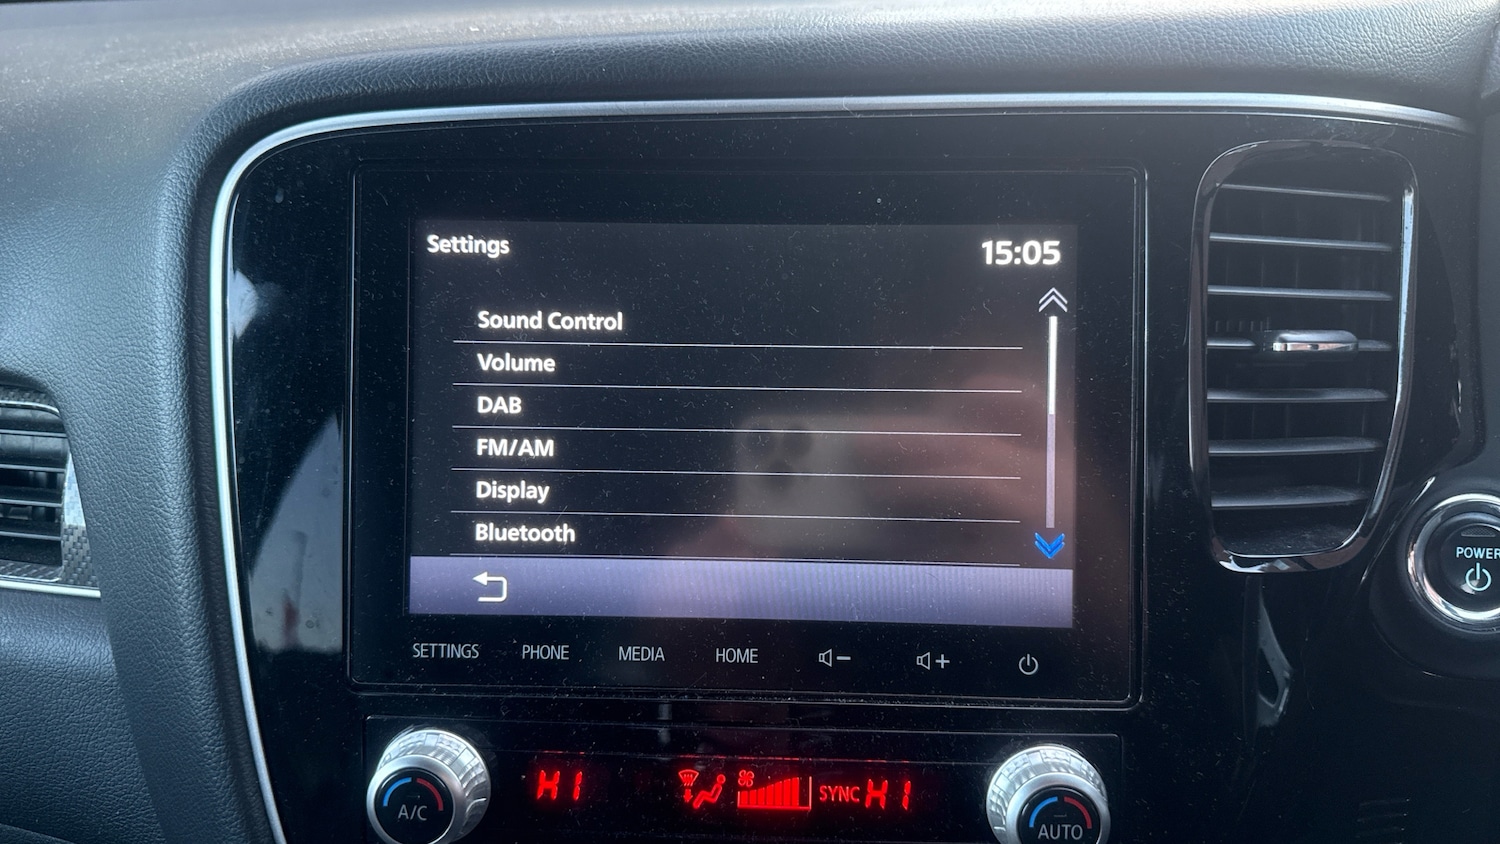 Settings
15:05
Sound Control
Volume
DAB
FM/AM
Display
Bluetooth
SETTINGS PHONE MEDIA HOME
POWER
HI SYNC HI
A/C
AUTO